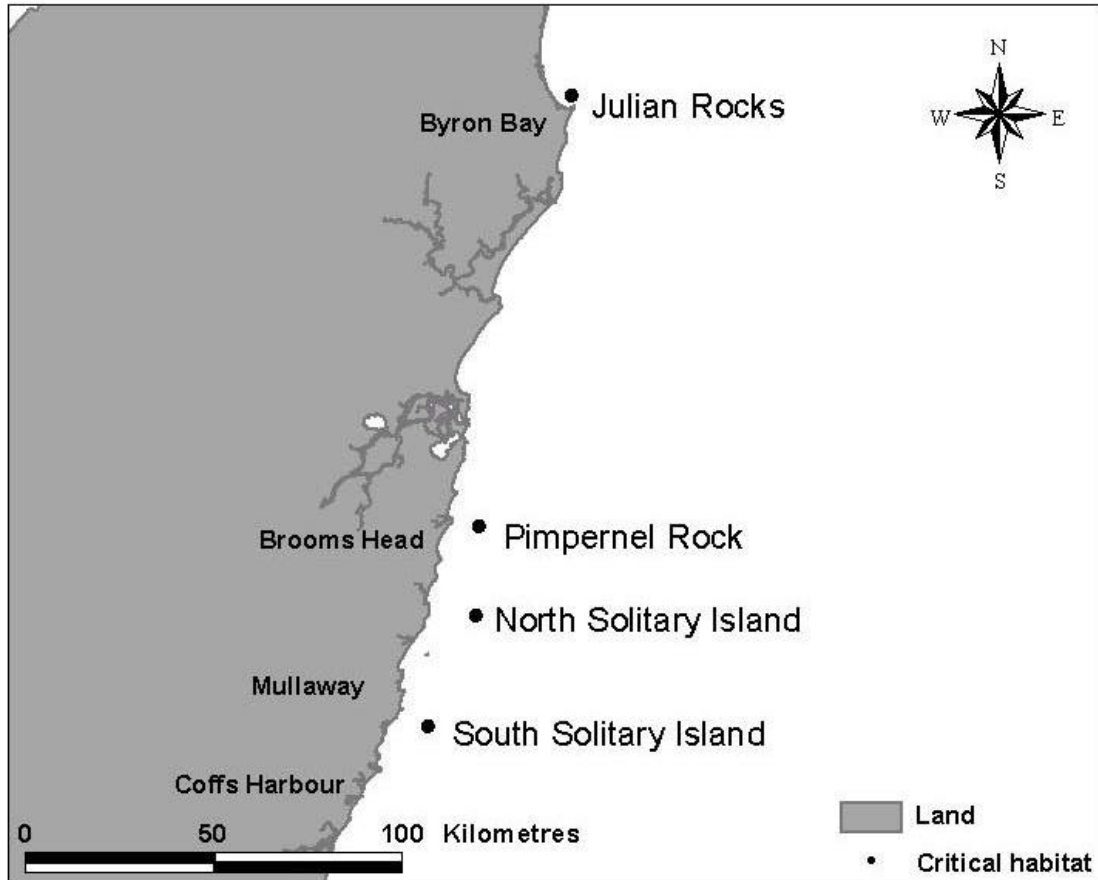 N
W E
S
Julian Rocks
Byron Bay
Pimpernel Rock
Brooms Head
North Solitary Island
Mullaway
South Solitary Island
Coffs Harbour
0 50 100 Kilometres
Land
Critical habitat